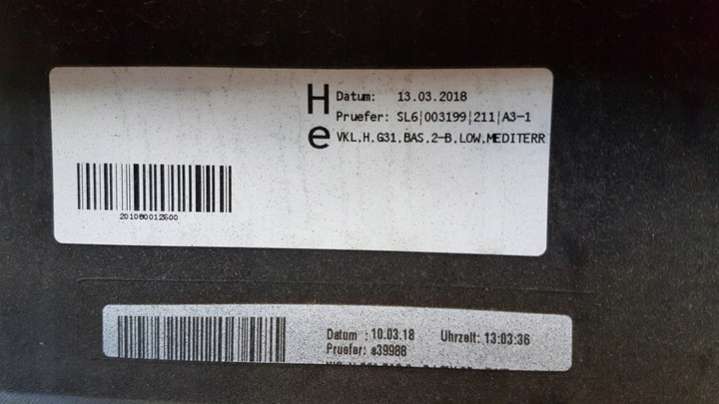 H
e
Datum: 13.03.2018
Pruefer: SL6|003199|211|A3-1
VKL,H,G31,BAS,2-B,LOW,MEDITERR
201080012600
Datum : 10.03.18 Uhrzeit: 13:03:36
Pruefer: e39988